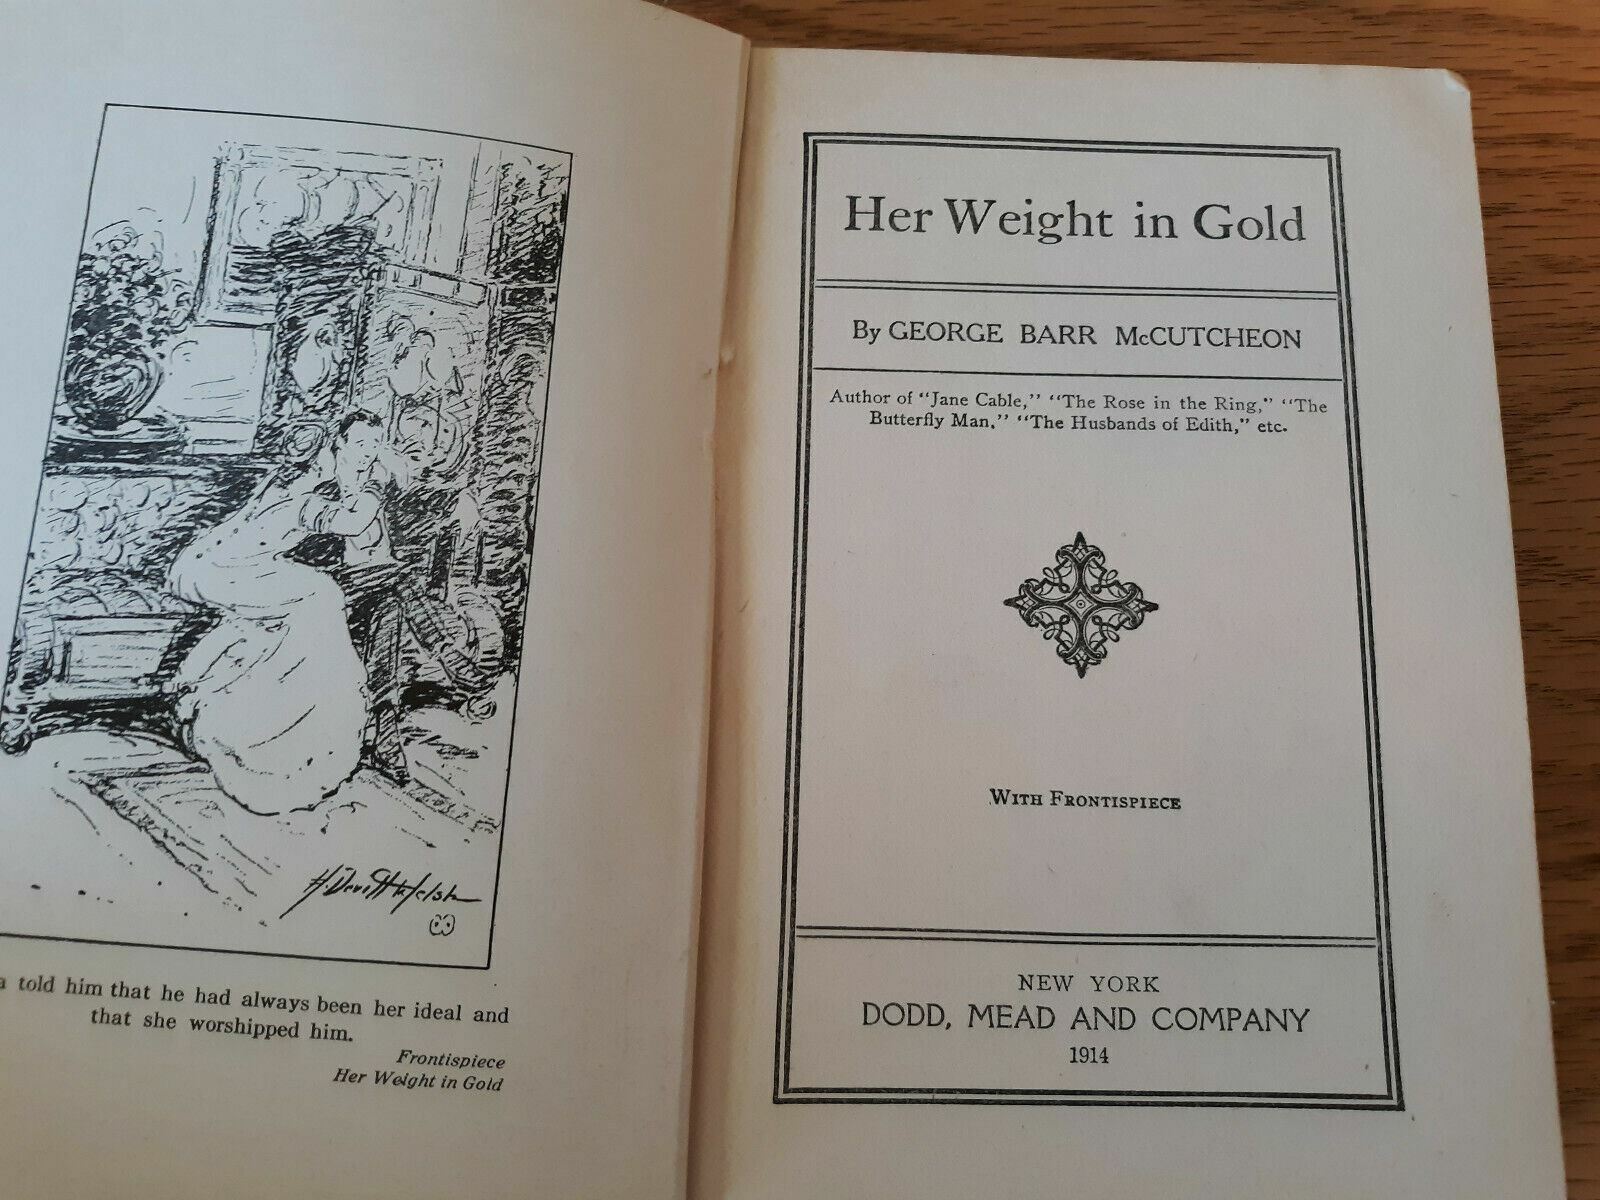 H. Devitt Welsh
told him that he had always been her ideal and
that she worshipped him.
Frontispiece
Her Weight in Gold
Her Weight in Gold
By GEORGE BARR McCUTCHEON
Author of "Jane Cable," "The Rose in the Ring," "The
Butterfly Man," "The Husbands of Edith," etc.
WITH FRONTISPIECE
NEW YORK
DODD, MEAD AND COMPANY
1914